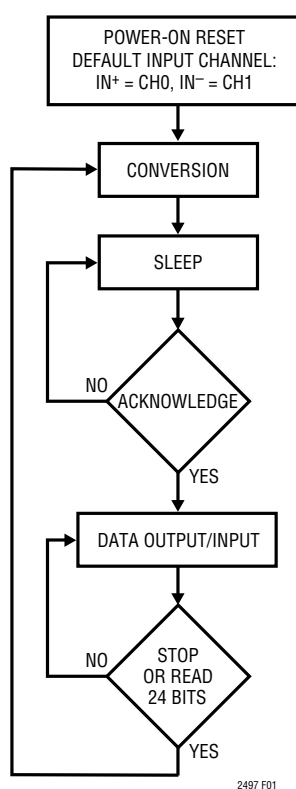 POWER-ON RESET
DEFAULT INPUT CHANNEL:
IN⁺ = CH0, IN⁻ = CH1
CONVERSION
SLEEP
NO
ACKNOWLEDGE
YES
DATA OUTPUT/INPUT
NO
STOP
OR READ
24 BITS
YES
2497 F01